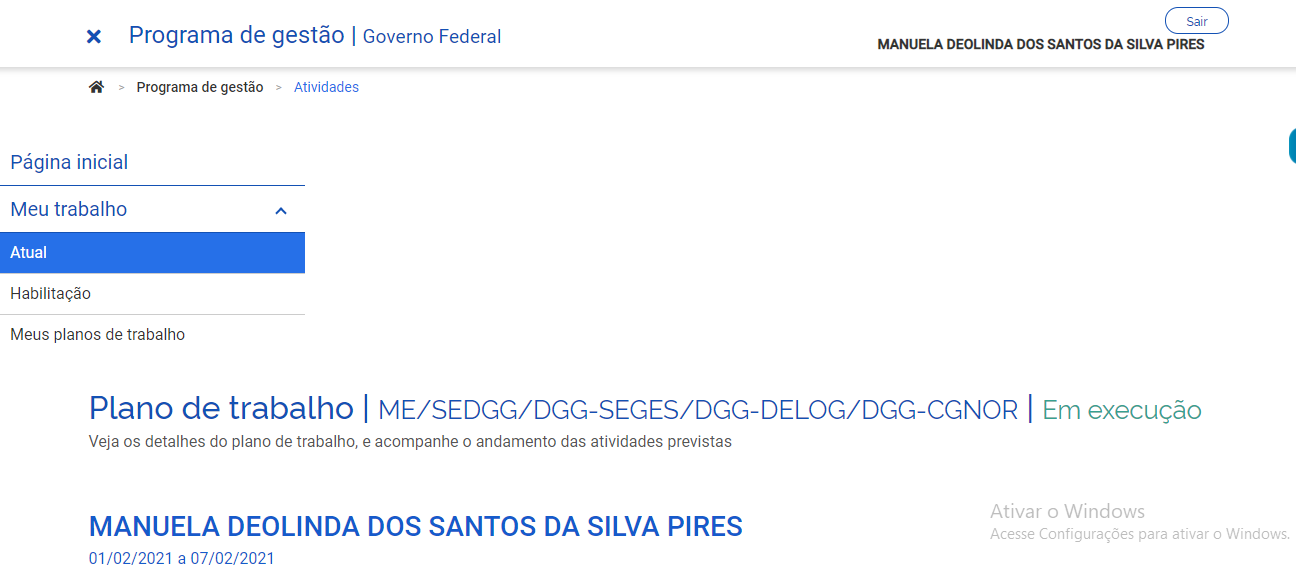 Programa de gestão | Governo Federal
Sair
MANUELA DEOLINDA DOS SANTOS DA SILVA PIRES
> Programa de gestão > Atividades
Página inicial
Meu trabalho
Atual
Habilitação
Meus planos de trabalho
Plano de trabalho | ME/SEDGG/DGG-SEGES/DGG-DELOG/DGG-CGNOR | Em execução
Veja os detalhes do plano de trabalho, e acompanhe o andamento das atividades previstas
MANUELA DEOLINDA DOS SANTOS DA SILVA PIRES
01/02/2021 a 07/02/2021
Ativar o Windows
Acesse Configurações para ativar o Windows.